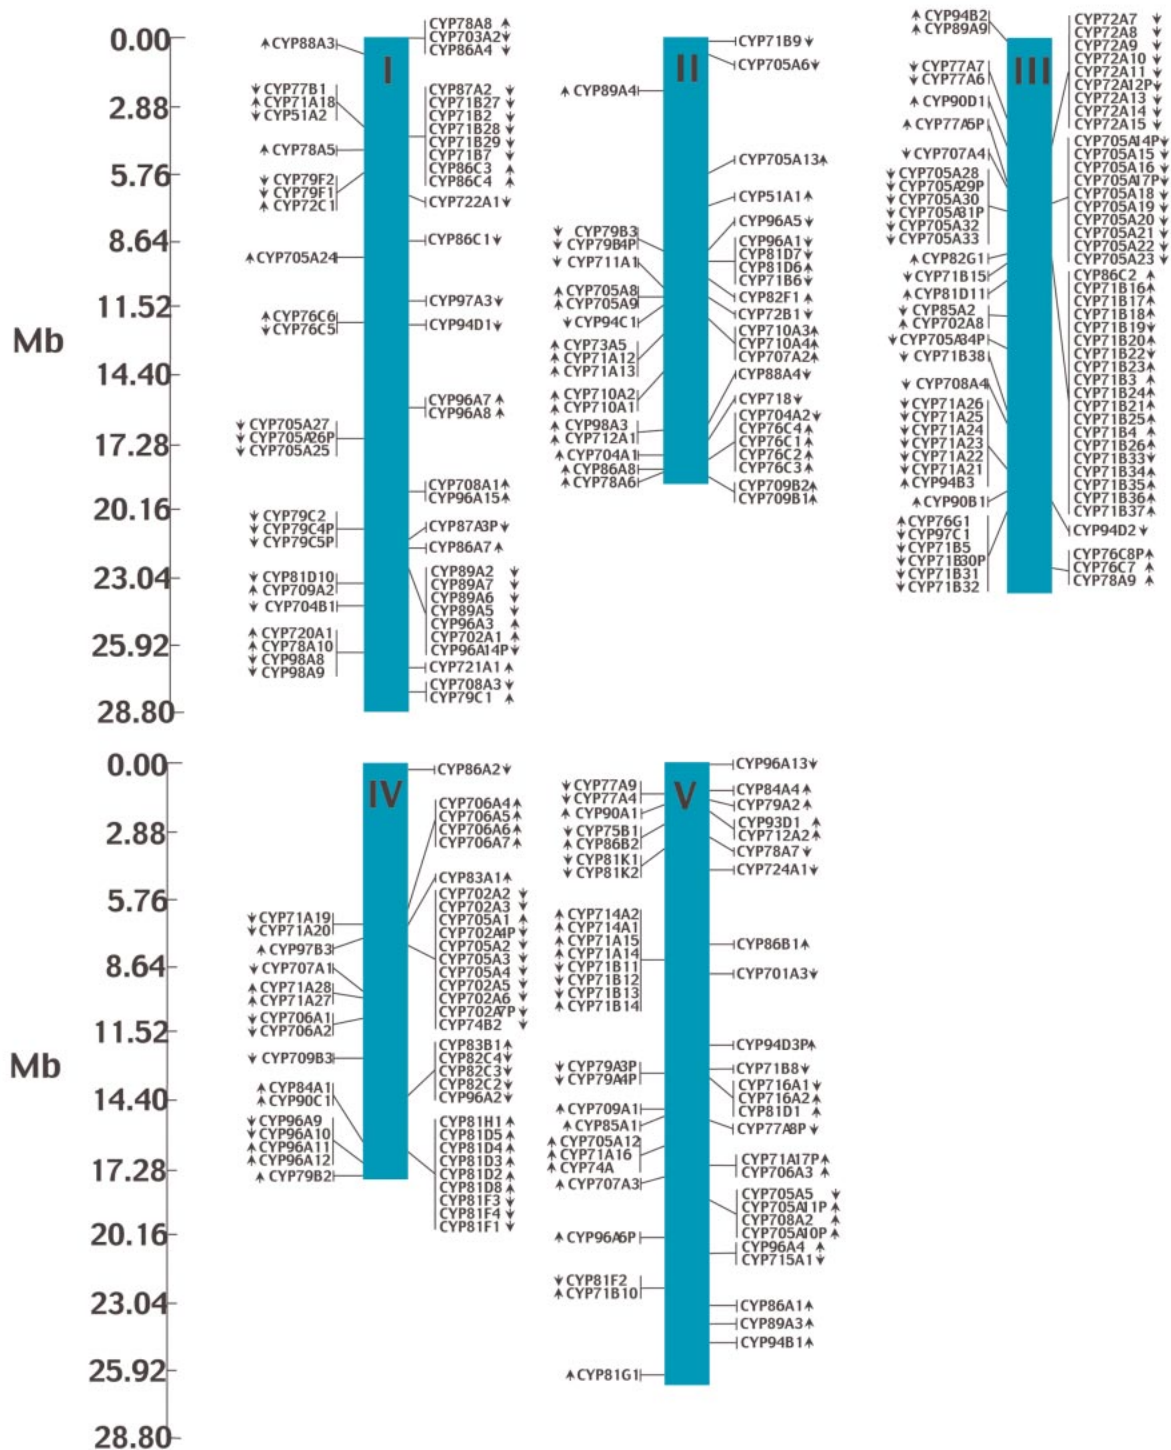 0.00
2.88
5.76
8.64
11.52
Mb
14.40
17.28
20.16
23.04
25.92
28.80
I
↑CYP88A3
↓CYP77B1
↑CYP71A18
↓CYP51A2
↑CYP78A5
↓CYP79F2
↓CYP79F1
↑CYP72C1
↑CYP705A24
↑CYP76C6
↓CYP76C5
↓CYP705A27
↓CYP705A26P
↓CYP705A25
↓CYP79C2
↓CYP79C4P
↓CYP79C5P
↓CYP81D10
↑CYP709A2
↓CYP704B1
↑CYP720A1
↑CYP78A10
↓CYP98A8
↓CYP98A9
CYP78A8 ↑
CYP703A2↓
CYP86A4 ↓
CYP87A2 ↓
CYP71B27 ↓
CYP71B2 ↓
CYP71B28 ↓
CYP71B29 ↓
CYP71B7 ↓
CYP86C3 ↑
CYP86C4 ↑
CYP722A1↓
CYP86C1↓
CYP97A3↓
CYP94D1↓
CYP96A7 ↑
CYP96A8 ↑
CYP708A1↑
CYP96A15↑
CYP87A3P↓
CYP86A7↑
CYP89A2 ↓
CYP89A7 ↓
CYP89A6 ↓
CYP89A5 ↓
CYP96A3 ↑
CYP702A1 ↑
CYP96A14P↓
CYP721A1↑
CYP708A3↓
CYP79C1 ↑
II
↑CYP89A4
↓ CYP79B3
↓ CYP79B4P
↓CYP711A1
↑CYP705A8
↑CYP705A9
↓CYP94C1
↑ CYP73A5
↑ CYP71A12
↑ CYP71A13
↑CYP710A2
↑CYP710A1
↑CYP98A3
↑CYP712A1
↑CYP704A1
↑CYP86A8
↑CYP78A6
CYP71B9↓
CYP705A6↓
CYP705A13↑
CYP51A1↑
CYP96A5↓
CYP96A1↓
CYP81D7↓
CYP81D6↑
CYP71B6↓
CYP82F1↑
CYP72B1↓
CYP710A3↑
CYP710A4↑
CYP707A2↑
CYP88A4↓
CYP718↓
CYP704A2↓
CYP76C4↑
CYP76C1↑
CYP76C2↑
CYP76C3↑
CYP709B2↑
CYP709B1↑
III
↑CYP94B2
↑CYP89A9
↓CYP77A7
↓CYP77A6
↑CYP90D1
↑CYP77A5P
↓CYP707A4
↓CYP705A28
↓CYP705A29P
↓CYP705A30
↓CYP705A31P
↓CYP705A32
↓CYP705A33
↑CYP82G1
↓CYP71B15
↑CYP81D11
↓CYP85A2
↑CYP702A8
↓CYP705A34P
↓CYP71B38
↓CYP708A4
↓CYP71A26
↓CYP71A25
↓CYP71A24
↓CYP71A23
↓CYP71A22
↓CYP71A21
↑CYP94B3
↑CYP90B1
↑CYP76G1
↓CYP97C1
↓CYP71B5
↓CYP71B30P
↓CYP71B31
↓CYP71B32
CYP72A7 ↓
CYP72A8 ↓
CYP72A9 ↓
CYP72A10 ↓
CYP72A11 ↓
CYP72A12P↓
CYP72A13 ↓
CYP72A14 ↓
CYP72A15 ↓
CYP705A14P↓
CYP705A15 ↓
CYP705A16 ↓
CYP705A17P↓
CYP705A18 ↓
CYP705A19 ↓
CYP705A20 ↓
CYP705A21 ↓
CYP705A22 ↓
CYP705A23 ↓
CYP86C2 ↑
CYP71B16↑
CYP71B17↑
CYP71B18↑
CYP71B19↓
CYP71B20↑
CYP71B22↓
CYP71B23↑
CYP71B3 ↑
CYP71B24↑
CYP71B21↑
CYP71B25↑
CYP71B4 ↑
CYP71B26↑
CYP71B33↓
CYP71B34↑
CYP71B35↑
CYP71B36↑
CYP71B37↑
CYP94D2 ↓
CYP76C8P↑
CYP76C7 ↑
CYP78A9 ↑
0.00
2.88
5.76
8.64
11.52
Mb
14.40
17.28
20.16
23.04
25.92
28.80
IV
↓CYP71A19
↓CYP71A20
↑CYP97B3
↓CYP707A1
↑CYP71A28
↑CYP71A27
↓CYP706A1
↓CYP706A2
↓CYP709B3
↑CYP84A1
↑CYP90C1
↓CYP96A9
↓CYP96A10
↑CYP96A11
↑CYP96A12
↑CYP79B2
CYP86A2↓
CYP706A4↑
CYP706A5↑
CYP706A6↑
CYP706A7↑
CYP83A1↑
CYP702A2 ↓
CYP702A3 ↓
CYP705A1 ↑
CYP702A4P↓
CYP705A2 ↓
CYP705A3 ↓
CYP705A4 ↓
CYP702A5 ↓
CYP702A6 ↓
CYP702A7P↓
CYP74B2 ↓
CYP83B1↑
CYP82C4↓
CYP82C3↓
CYP82C2↓
CYP96A2↓
CYP81H1↑
CYP81D5↑
CYP81D4↑
CYP81D3↑
CYP81D2↑
CYP81D8↑
CYP81F3↓
CYP81F4↓
CYP81F1↓
V
↓CYP77A9
↓CYP77A4
↑CYP90A1
↓CYP75B1
↑CYP86B2
↓CYP81K1
↓CYP81K2
↑ CYP714A2
↑ CYP714A1
↑ CYP71A15
↑ CYP71A14
↓ CYP71B11
↓ CYP71B12
↓ CYP71B13
↑ CYP71B14
↓CYP79A3P
↓CYP79A4P
↑CYP709A1
↑CYP85A1
↑CYP705A12
↑CYP71A16
↑CYP74A
↑CYP707A3
↑CYP96A6P
↓CYP81F2
↑CYP71B10
↑CYP81G1
CYP96A13↓
CYP84A4↑
CYP79A2↑
CYP93D1 ↑
CYP712A2↑
CYP78A7↓
CYP724A1↓
CYP86B1↑
CYP701A3↓
CYP94D3P↑
CYP71B8↓
CYP716A1↓
CYP716A2↑
CYP81D1 ↑
CYP77A8P↓
CYP71A17P↑
CYP706A3 ↑
CYP705A5 ↓
CYP705A11P↑
CYP708A2 ↑
CYP705A10P↑
CYP96A4 ↑
CYP715A1↓
CYP86A1↑
CYP89A3↑
CYP94B1↑